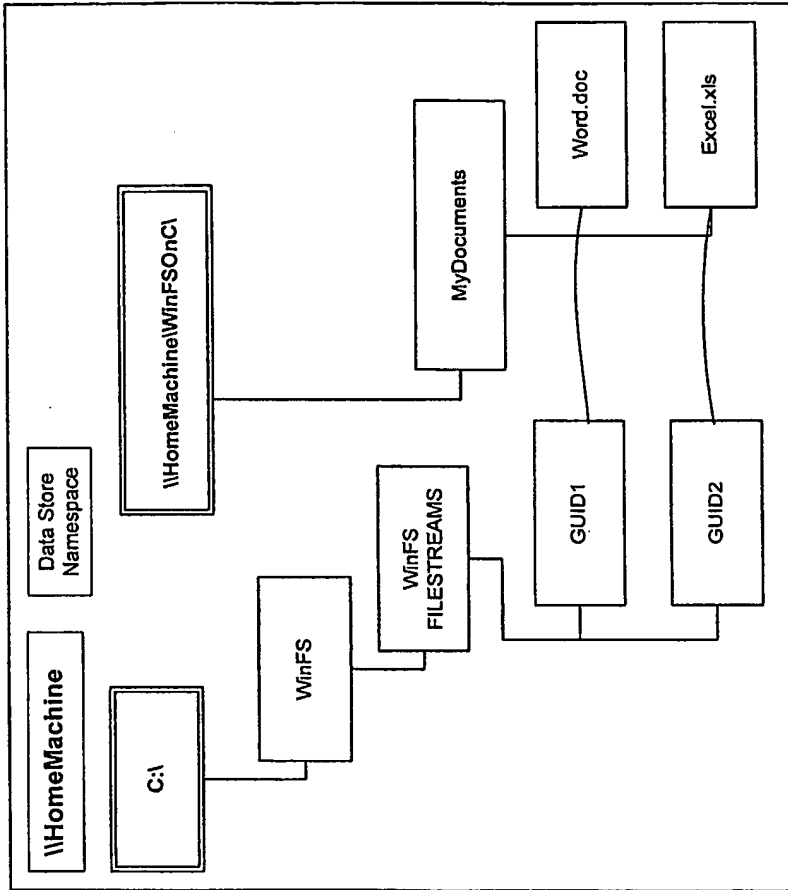 \\HomeMachine
Data Store
Namespace
C:\
\\HomeMachine\WinFSOnC\
WinFS
WinFS
FILESTREAMS
MyDocuments
GUID1
Word.doc
GUID2
Excel.xls